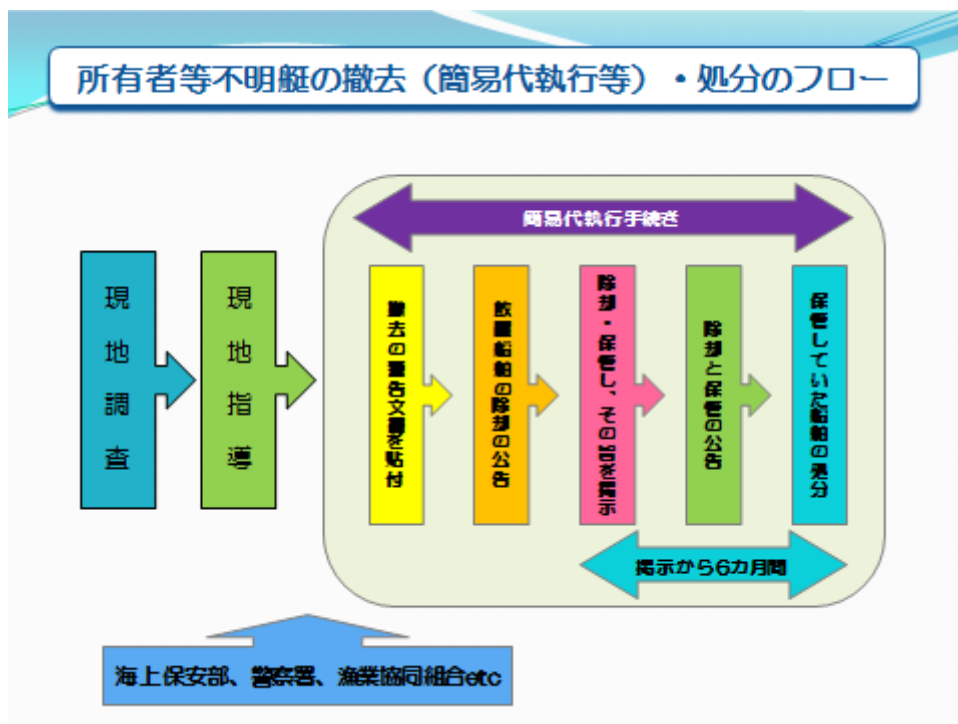 所有者等不明艇の撤去（簡易代執行等）・処分のフロー
簡易代執行手続き
現地調査
現地指導
撤去の警告文書を貼付
放置船舶の除却の公告
除却・保管し、その旨を掲示
除却と保管の公告
保管していた船舶の処分
掲示から6カ月間
海上保安部、警察署、漁業協同組合etc